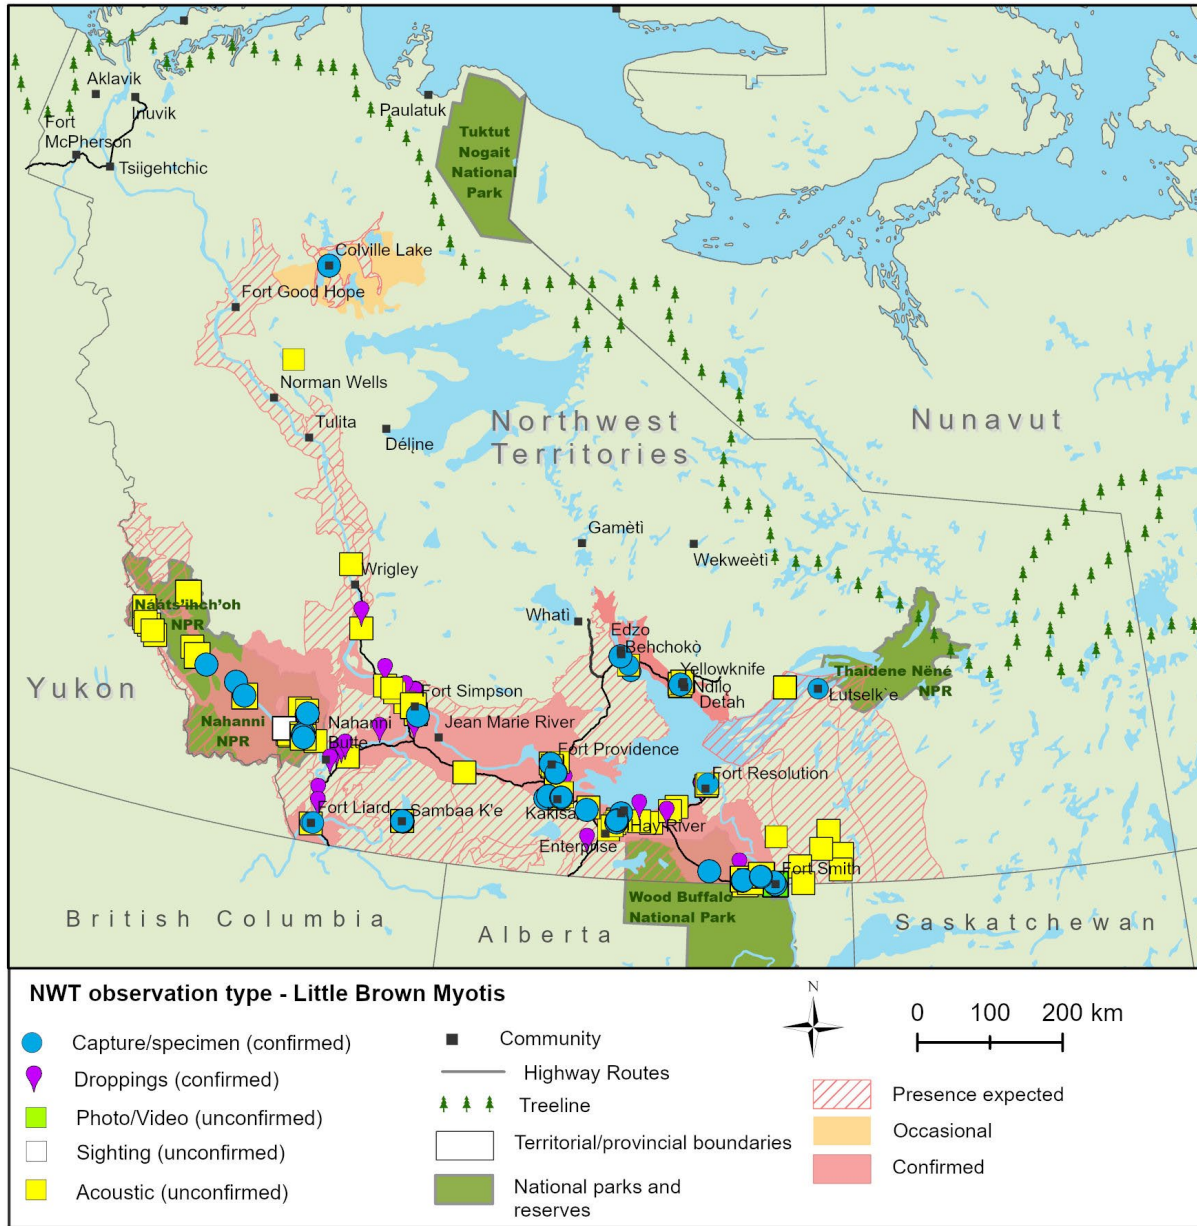 Aklavik
Inuvik
Fort
McPherson
Tsiigehtchic
Paulatuk
Tuktut
Nogait
National
Park
Colville Lake
Fort Good Hope
Norman Wells
Tulita
Délįne
Northwest
Territories
Nunavut
Gamètì
Wekweètì
Wrigley
Whatì
Nááts'ihch'oh
NPR
Edzo
Behchokò
Yellowknife
Ndilo
Detah
Thaidene Nëné
NPR
Lutselk`e
Yukon
Fort Simpson
Nahanni
NPR
Nahanni
Butte
Jean Marie River
Fort Providence
Fort Resolution
Fort Liard
Sambaa K'e
Kakisa
Hay River
Enterprise
Fort Smith
Wood Buffalo
National Park
British Columbia
Alberta
Saskatchewan
NWT observation type - Little Brown Myotis
Capture/specimen (confirmed)
Droppings (confirmed)
Photo/Video (unconfirmed)
Sighting (unconfirmed)
Acoustic (unconfirmed)
Community
Highway Routes
Treeline
Territorial/provincial boundaries
National parks and
reserves
N
0 100 200 km
Presence expected
Occasional
Confirmed